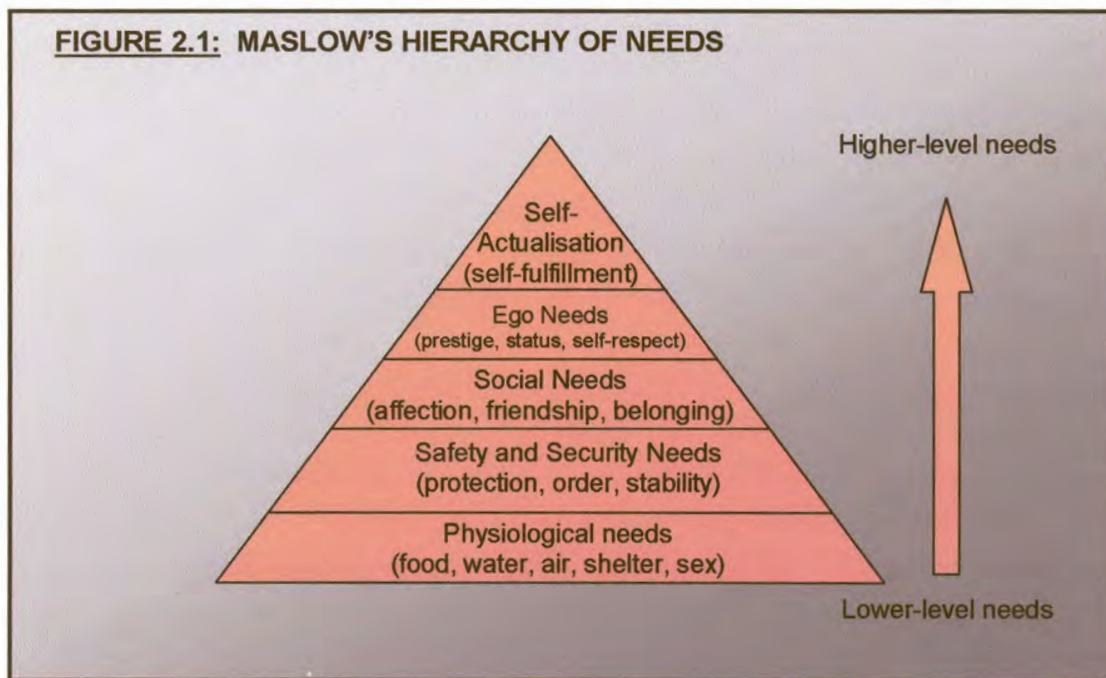 FIGURE 2.1: MASLOW'S HIERARCHY OF NEEDS
Higher-level needs
Self-
Actualisation
(self-fulfillment)
Ego Needs
(prestige, status, self-respect)
Social Needs
(affection, friendship, belonging)
Safety and Security Needs
(protection, order, stability)
Physiological needs
(food, water, air, shelter, sex)
Lower-level needs